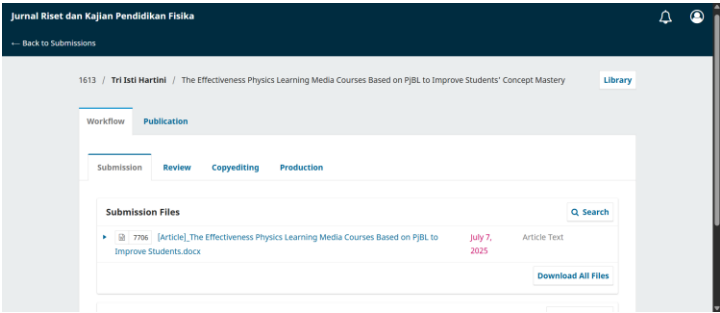 Jurnal Riset dan Kajian Pendidikan Fisika
← Back to Submissions
1613 / Tri Isti Hartini / The Effectiveness Physics Learning Media Courses Based on PjBL to Improve Students' Concept Mastery
Library
Workflow Publication
Submission Review Copyediting Production
Submission Files
Search
7706 [Article]_The Effectiveness Physics Learning Media Courses Based on PjBL to July 7, Article Text
Improve Students.docx 2025
Download All Files